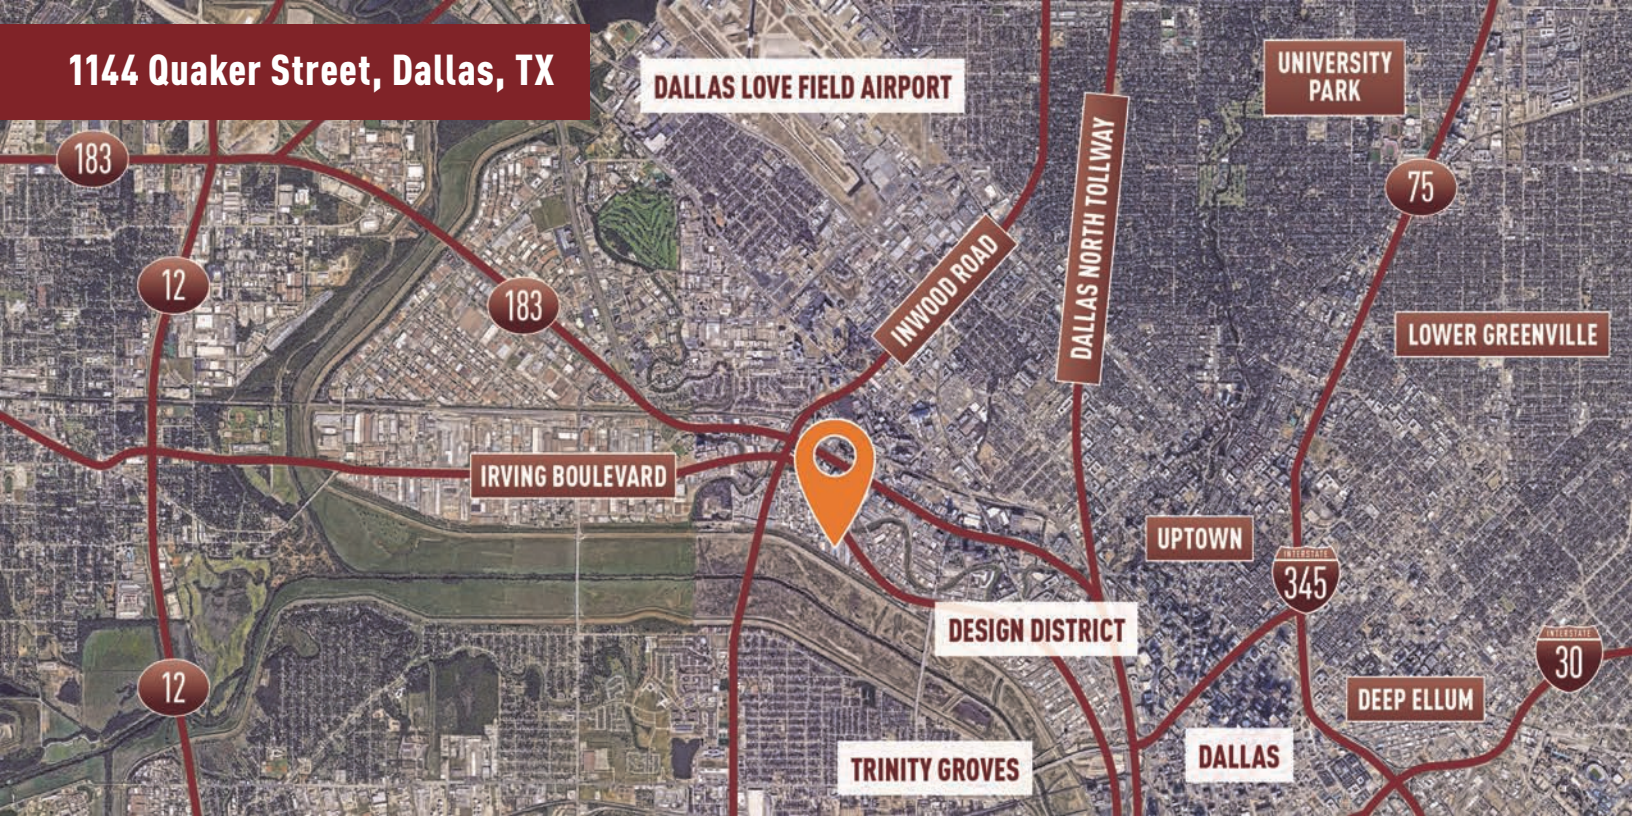 1144 Quaker Street, Dallas, TX
DALLAS LOVE FIELD AIRPORT
UNIVERSITY
PARK
183
75
12
183
INWOOD ROAD
DALLAS NORTH TOLLWAY
LOWER GREENVILLE
IRVING BOULEVARD
UPTOWN
INTERSTATE
345
DESIGN DISTRICT
INTERSTATE
30
12
DEEP ELLUM
TRINITY GROVES
DALLAS